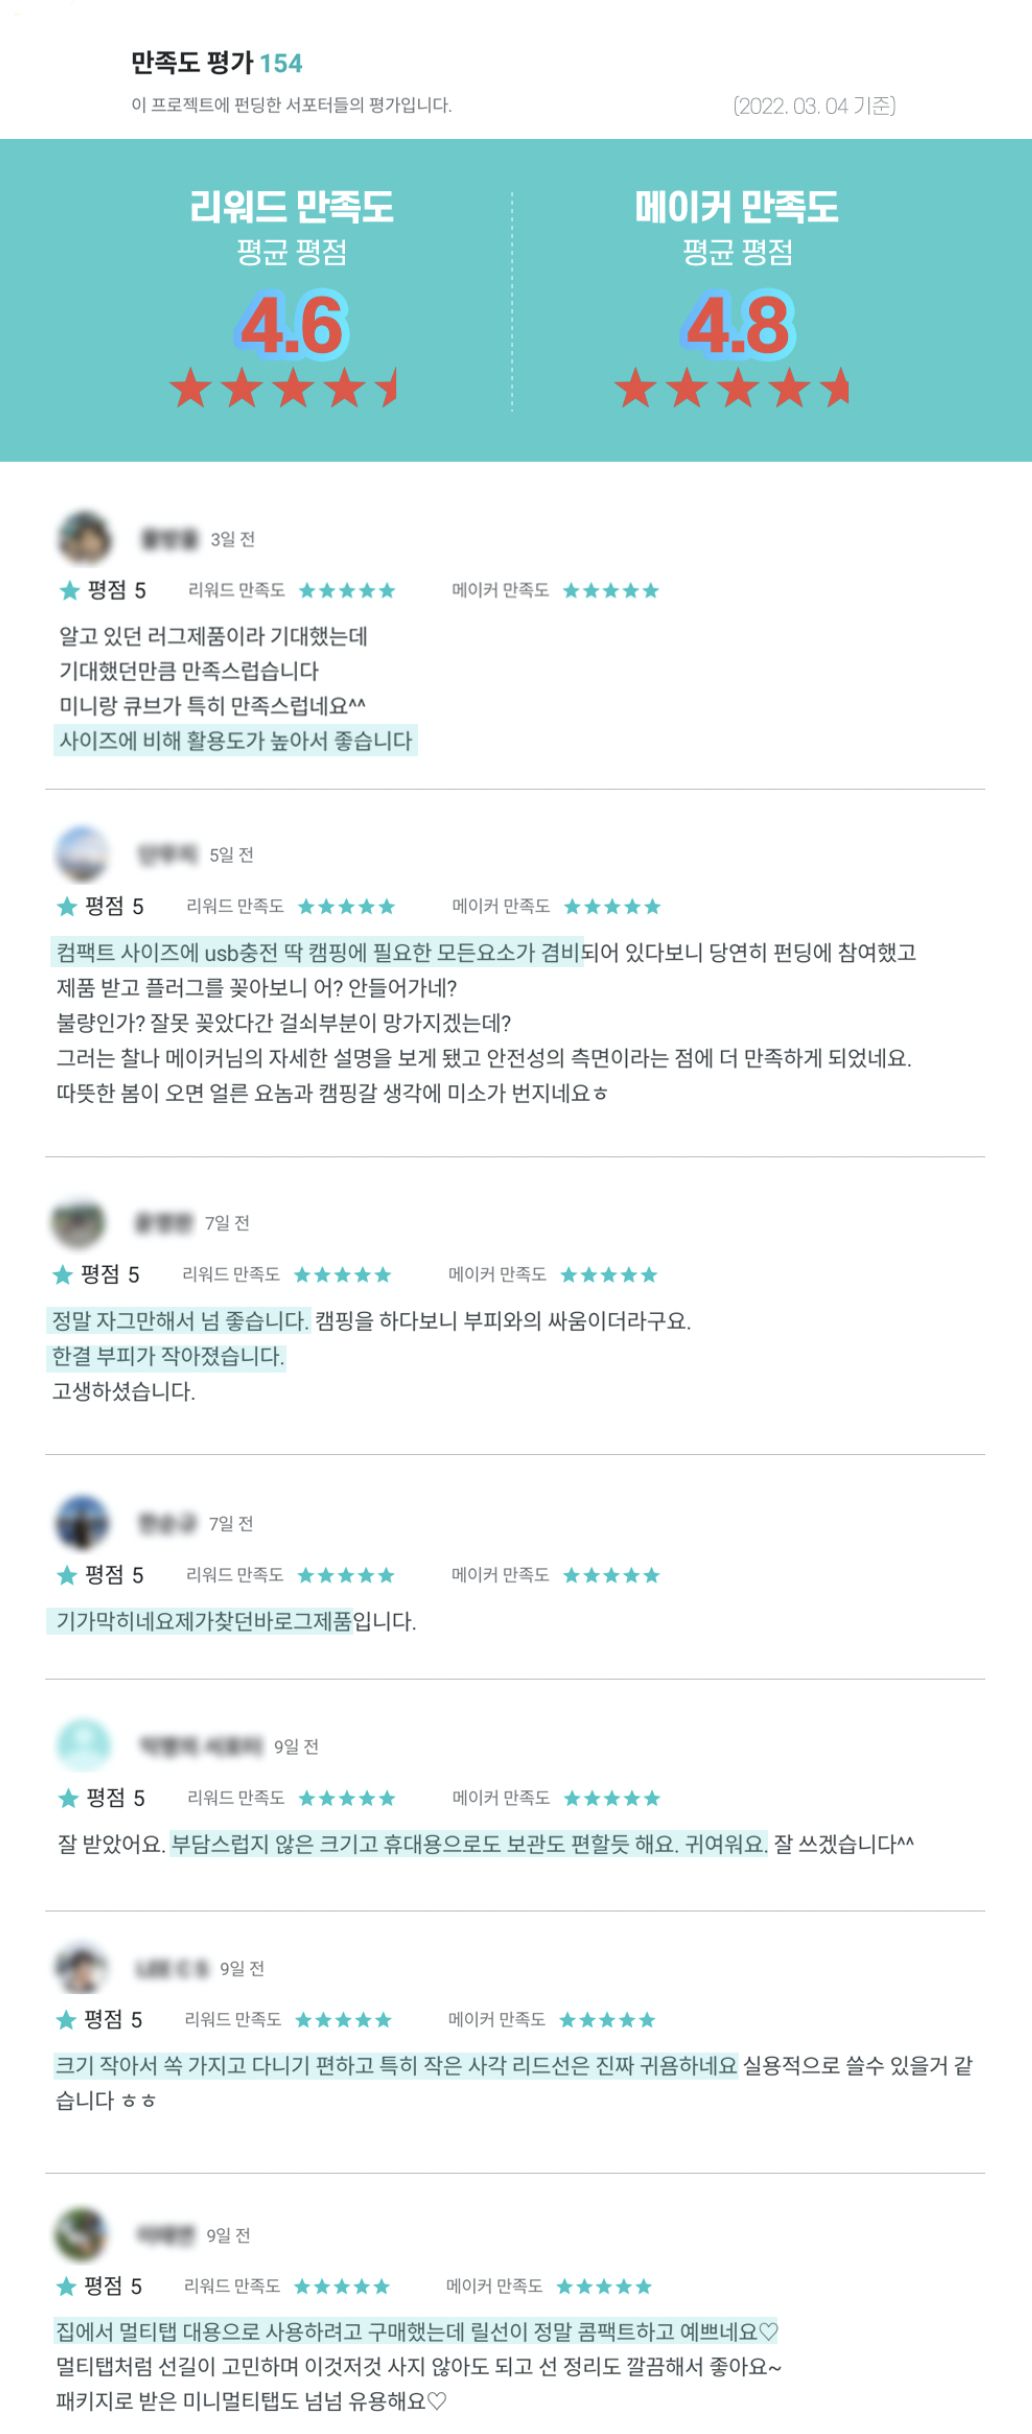 만족도 평가 154
이 프로젝트에 펀딩한 서포터들의 평가입니다.
(2022. 03. 04 기준)
리워드 만족도
평균 평점
4.6
메이커 만족도
평균 평점
4.8
3일 전
평점 5 리워드 만족도 메이커 만족도
알고 있던 러그제품이라 기대했는데
기대했던만큼 만족스럽습니다
미니랑 큐브가 특히 만족스럽네요^^
사이즈에 비해 활용도가 높아서 좋습니다
5일 전
평점 5 리워드 만족도 메이커 만족도
컴팩트 사이즈에 usb충전 딱 캠핑에 필요한 모든요소가 겸비되어 있다보니 당연히 펀딩에 참여했고
제품 받고 플러그를 꽂아보니 어? 안들어가네?
불량인가? 잘못 꽂았다간 걸쇠부분이 망가지겠는데?
그러는 찰나 메이커님의 자세한 설명을 보게 됐고 안전성의 측면이라는 점에 더 만족하게 되었네요.
따뜻한 봄이 오면 얼른 요놈과 캠핑갈 생각에 미소가 번지네요ㅎ
7일 전
평점 5 리워드 만족도 메이커 만족도
정말 자그만해서 넘 좋습니다. 캠핑을 하다보니 부피와의 싸움이더라구요.
한결 부피가 작아졌습니다.
고생하셨습니다.
7일 전
평점 5 리워드 만족도 메이커 만족도
기가막히네요제가찾던바로그제품입니다.
9일 전
평점 5 리워드 만족도 메이커 만족도
잘 받았어요. 부담스럽지 않은 크기고 휴대용으로도 보관도 편할듯 해요. 귀여워요. 잘 쓰겠습니다^^
9일 전
평점 5 리워드 만족도 메이커 만족도
크기 작아서 쏙 가지고 다니기 편하고 특히 작은 사각 리드선은 진짜 귀욤하네요 실용적으로 쓸수 있을거 같
습니다 ㅎㅎ
9일 전
평점 5 리워드 만족도 메이커 만족도
집에서 멀티탭 대용으로 사용하려고 구매했는데 릴선이 정말 콤팩트하고 예쁘네요♡
멀티탭처럼 선길이 고민하며 이것저것 사지 않아도 되고 선 정리도 깔끔해서 좋아요~
패키지로 받은 미니멀티탭도 넘넘 유용해요♡